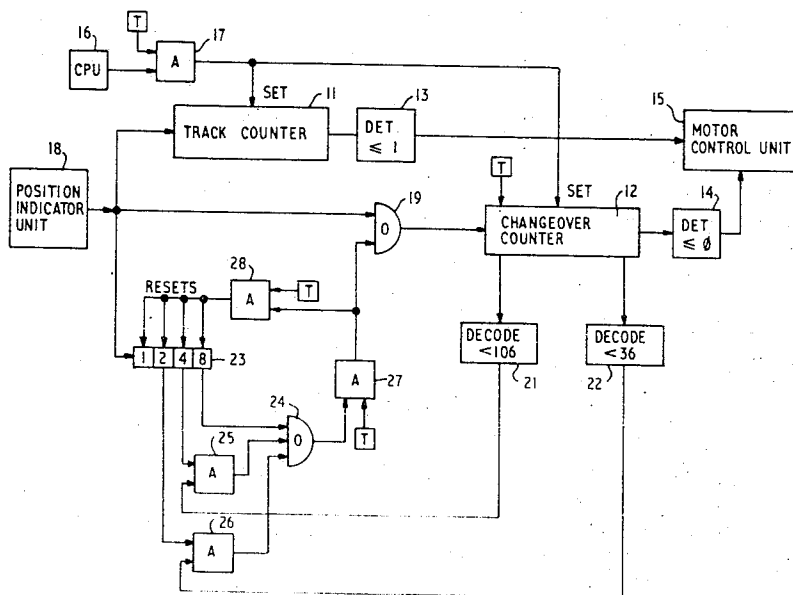 16
T
17
CPU
A
SET
11
13
15
TRACK COUNTER
DET.
⩽ 1
MOTOR
CONTROL UNIT
18
POSITION
INDICATOR
UNIT
T
19
O
SET
12
CHANGEOVER
COUNTER
14
DET
⩽ 0
28
RESETS
A
T
1 2 4 8
23
DECODE
<106
21
DECODE
<36
22
A
27
24
O
T
25
A
26
A